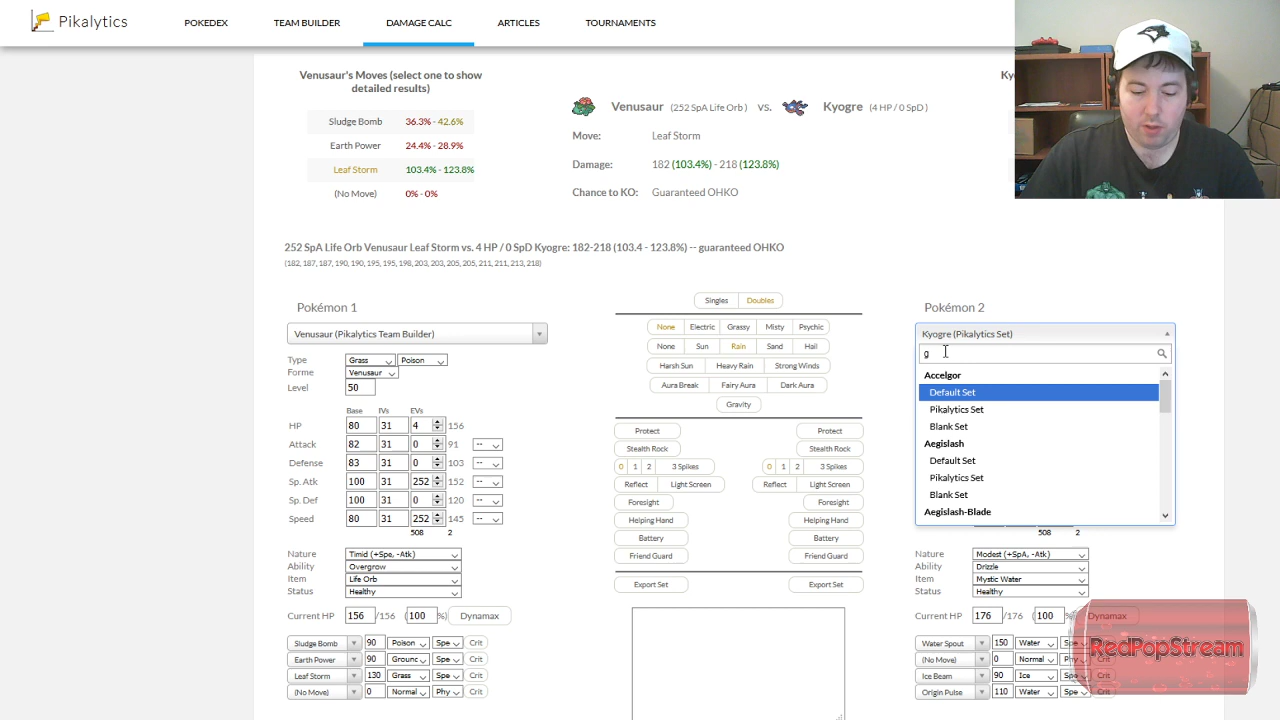 Pikalytics
POKEDEX
TEAM BUILDER
DAMAGE CALC
ARTICLES
TOURNAMENTS
Venusaur's Moves (select one to show
detailed results)
Ky
Sludge Bomb 36.3% - 42.6%
Earth Power 24.4% - 28.9%
Leaf Storm 103.4% - 123.8%
(No Move) 0% - 0%
Venusaur (252 SpA Life Orb ) VS. Kyogre (4 HP / 0 SpD )
Move: Leaf Storm
Damage: 182 (103.4%) - 218 (123.8%)
Chance to KO: Guaranteed OHKO
252 SpA Life Orb Venusaur Leaf Storm vs. 4 HP / 0 SpD Kyogre: 182-218 (103.4 - 123.8%) -- guaranteed OHKO
(182, 187, 187, 190, 190, 195, 195, 198, 203, 203, 205, 205, 211, 211, 213, 218)
Pokémon 1
Venusaur (Pikalytics Team Builder)
Type Grass Poison
Forme Venusaur
Level 50
Base IVs EVs
HP 80 31 4 156
Attack 82 31 0 91 --
Defense 83 31 0 103 --
Sp. Atk 100 31 252 152 --
Sp. Def 100 31 0 120 --
Speed 80 31 252 145 --
508 2
Nature Timid (+Spe, -Atk)
Ability Overgrow
Item Life Orb
Status Healthy
Current HP 156 /156 (100 %) Dynamax
Sludge Bomb 90 Poison Spe Crit
Earth Power 90 Grounc Spe Crit
Leaf Storm 130 Grass Spe Crit
(No Move) 0 Normal Phy Crit
Singles Doubles
None Electric Grassy Misty Psychic
None Sun Rain Sand Hail
Harsh Sun Heavy Rain Strong Winds
Aura Break Fairy Aura Dark Aura
Gravity
Protect Protect
Stealth Rock Stealth Rock
0 1 2 3 Spikes 0 1 2 3 Spikes
Reflect Light Screen Reflect Light Screen
Foresight Foresight
Helping Hand Helping Hand
Battery Battery
Friend Guard Friend Guard
Export Set Export Set
Pokémon 2
Kyogre (Pikalytics Set)
g
Accelgor
Default Set
Pikalytics Set
Blank Set
Aegislash
Default Set
Pikalytics Set
Blank Set
Aegislash-Blade
508 2
Nature Modest (+SpA, -Atk)
Ability Drizzle
Item Mystic Water
Status Healthy
Current HP 176 /176 (100 %) Dynamax
Water Spout 150 Water Spe
(No Move) 0 Normal Phy Crit
Ice Beam 90 Ice Spe Crit
Origin Pulse 110 Water Spe Crit
RedPopStream